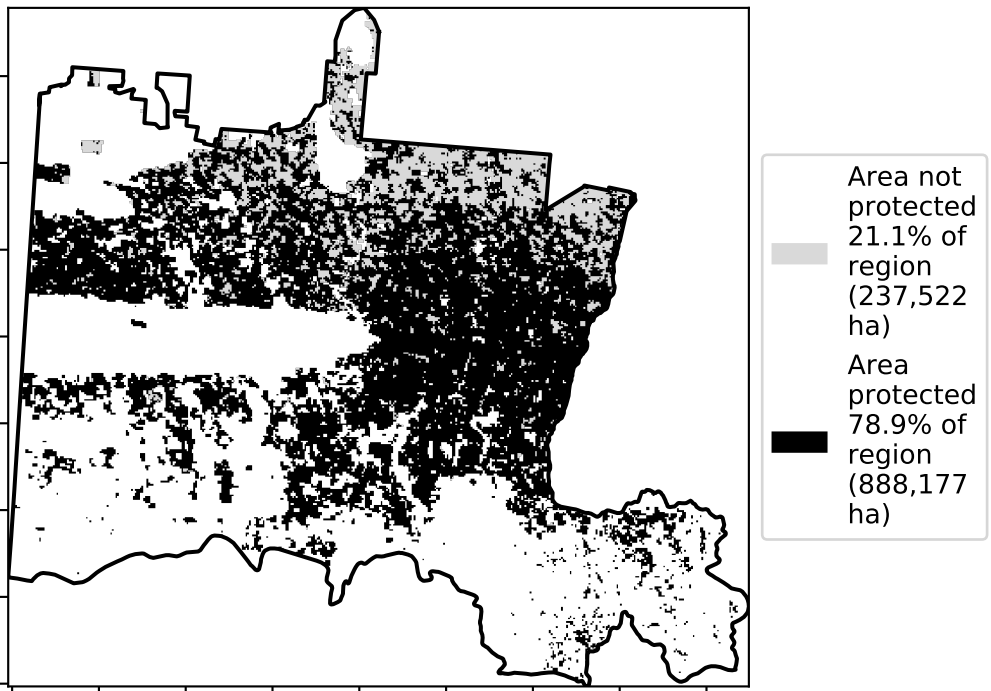 Area not
protected
21.1% of
region
(237,522
ha)
Area
protected
78.9% of
region
(888,177
ha)